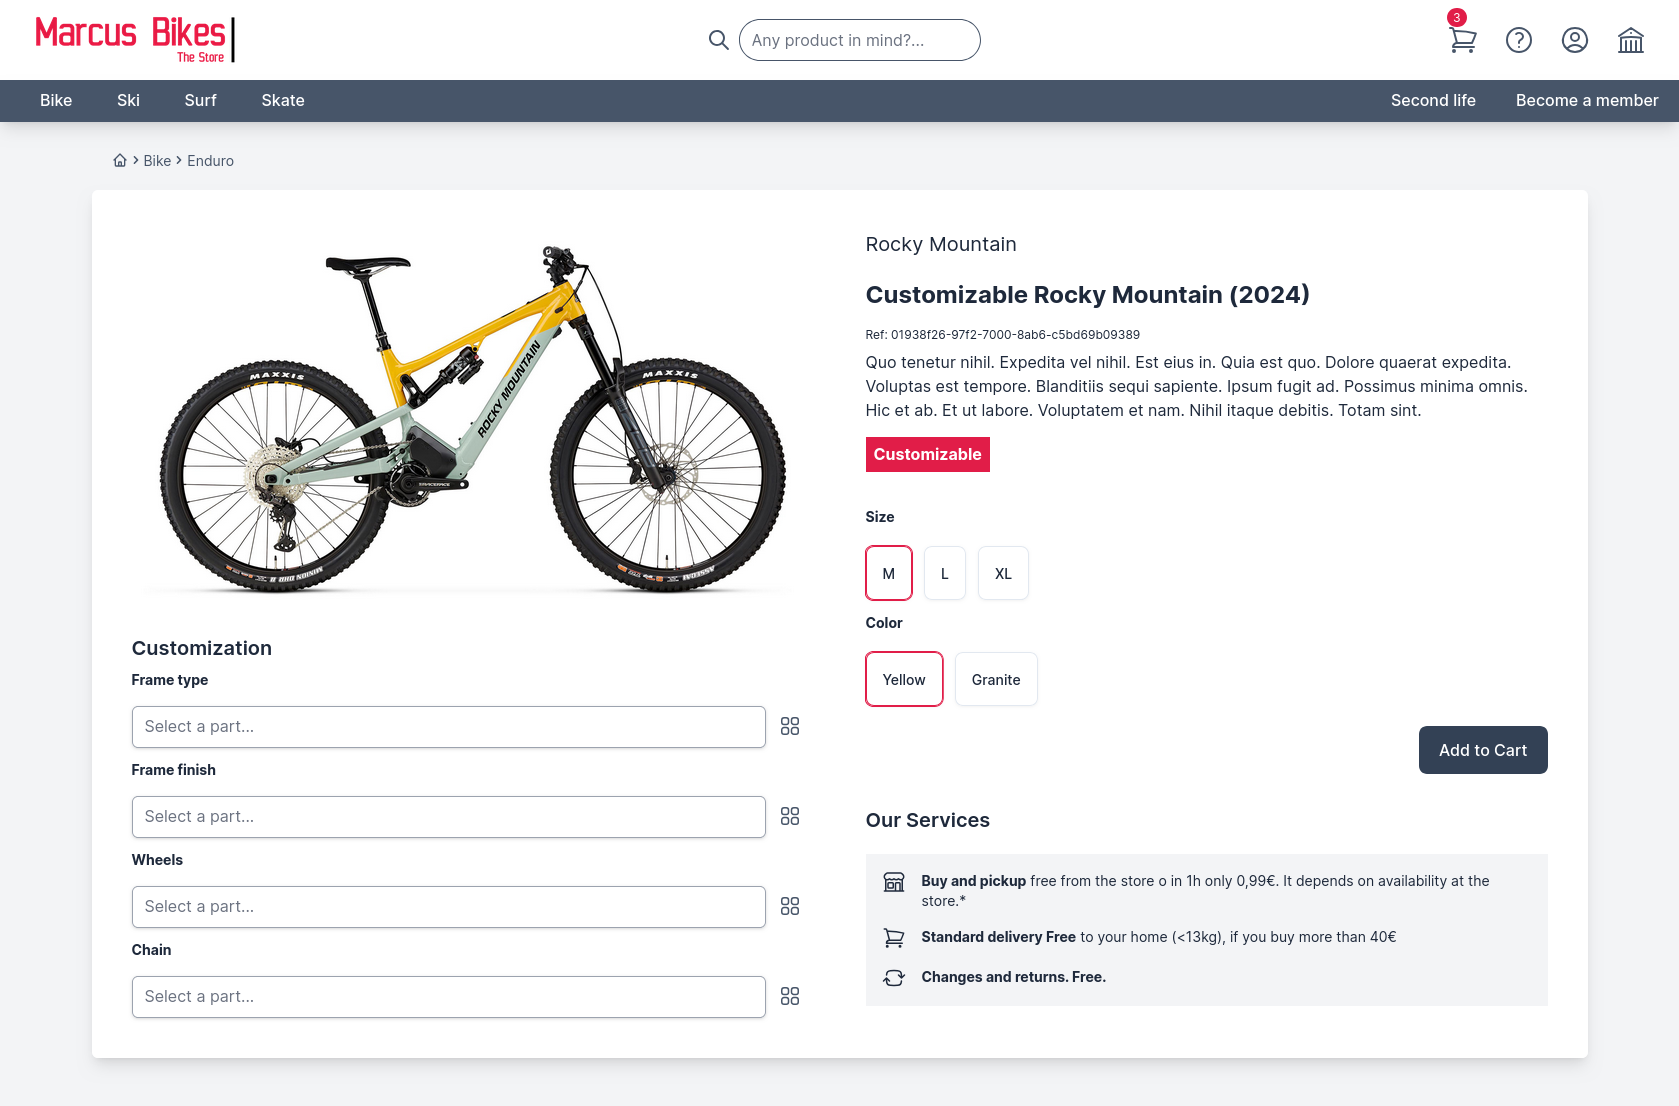 Marcus Bikes
The Store
Any product in mind?...
3
Bike
Ski
Surf
Skate
Second life
Become a member
Bike
Enduro
MAXXIS
MAXXIS
ROCKY MOUNTAIN
MINION DHR II
ASSEGAI
Rocky Mountain
Customizable Rocky Mountain (2024)
Ref: 01938f26-97f2-7000-8ab6-c5bd69b09389
Quo tenetur nihil. Expedita vel nihil. Est eius in. Quia est quo. Dolore quaerat expedita.
Voluptas est tempore. Blanditiis sequi sapiente. Ipsum fugit ad. Possimus minima omnis.
Hic et ab. Et ut labore. Voluptatem et nam. Nihil itaque debitis. Totam sint.
Customizable
Size
M
L
XL
Color
Yellow
Granite
Add to Cart
Customization
Frame type
Select a part...
Frame finish
Select a part...
Wheels
Select a part...
Chain
Select a part...
Our Services
Buy and pickup free from the store o in 1h only 0,99€. It depends on availability at the
store.*
Standard delivery Free to your home (<13kg), if you buy more than 40€
Changes and returns. Free.